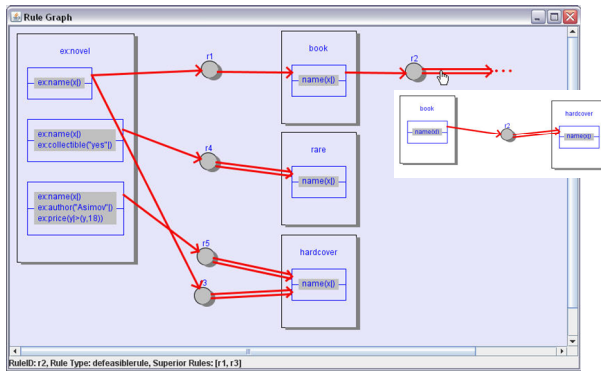 Rule Graph
ex:novel
ex:name(x|)
ex:name(x|)
ex:collectible("yes"|)
ex:name(x|)
ex:author("Asimov"|)
ex:price(y|>(y,18))
r1
r4
r5
r3
book
name(x|)
rare
name(x|)
hardcover
name(x|)
r2
...
book
name(x|)
r2
hardcover
name(x|)
RuleID: r2, Rule Type: defeasiblerule, Superior Rules: [r1, r3]